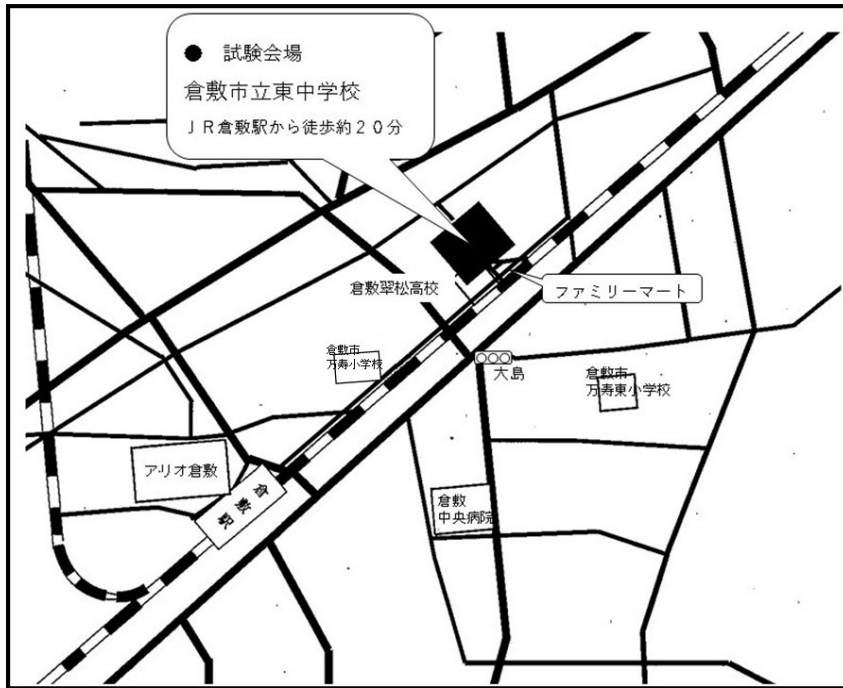 ● 試験会場
倉敷市立東中学校
ＪＲ倉敷駅から徒歩約２０分
倉敷翠松高校
ファミリーマート
倉敷市
万寿小学校
大島
倉敷市
万寿東小学校
アリオ倉敷
倉敷駅
倉敷
中央病院